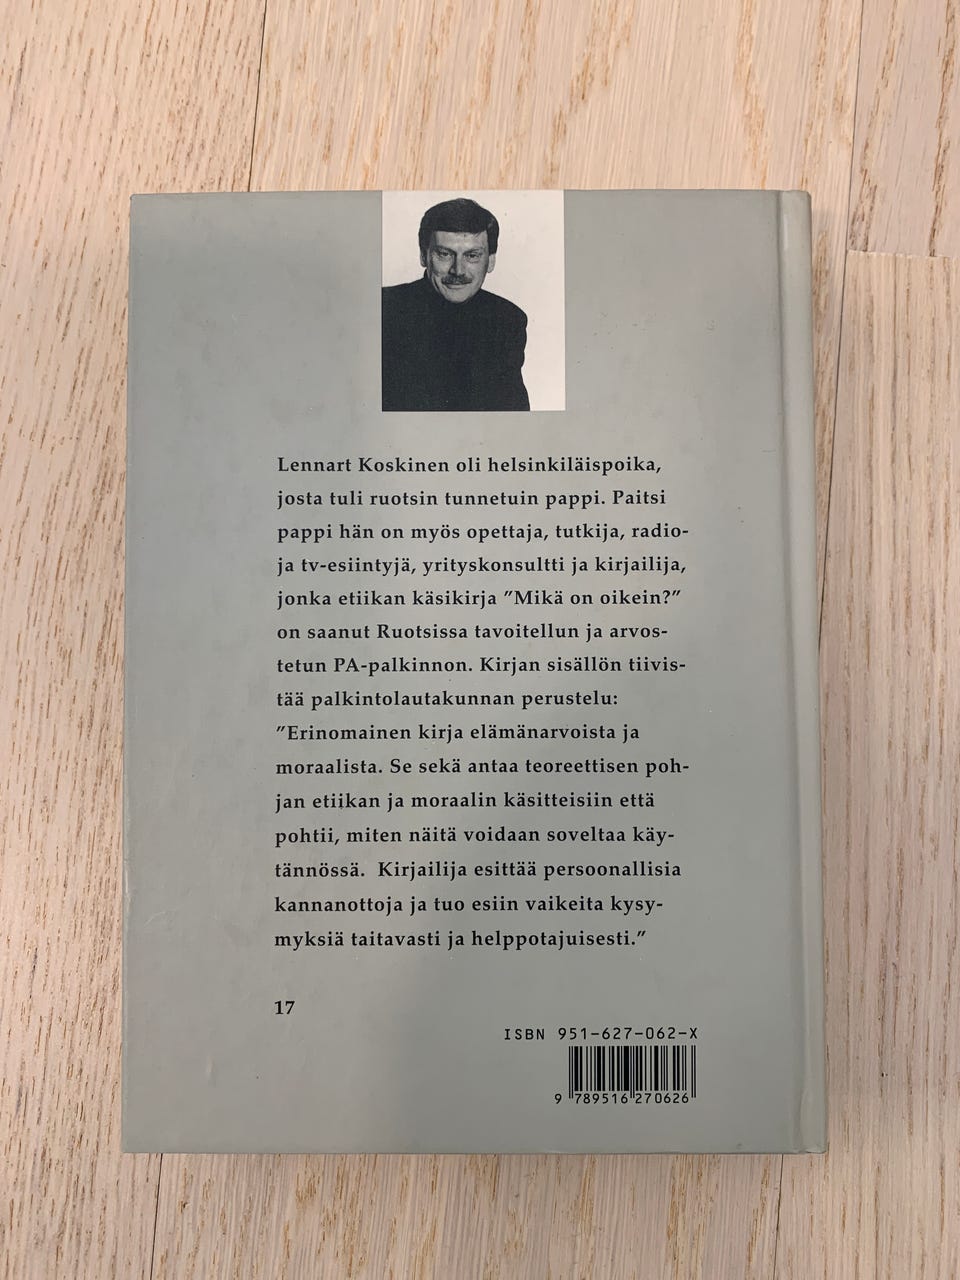 Lennart Koskinen oli helsinkiläispoika,
josta tuli ruotsin tunnetuin pappi. Paitsi
pappi hän on myös opettaja, tutkija, radio-
ja tv-esiintyjä, yrityskonsultti ja kirjailija,
jonka etiikan käsikirja ”Mikä on oikein?”
on saanut Ruotsissa tavoitellun ja arvos-
tetun PA-palkinnon. Kirjan sisällön tiivis-
tää palkintolautakunnan perustelu:
”Erinomainen kirja elämänarvoista ja
moraalista. Se sekä antaa teoreettisen poh-
jan etiikan ja moraalin käsitteisiin että
pohtii, miten näitä voidaan soveltaa käy-
tännössä. Kirjailija esittää persoonallisia
kannanottoja ja tuo esiin vaikeita kysy-
myksiä taitavasti ja helppotajuisesti.”
17
ISBN 951-627-062-X
9 789516 270626